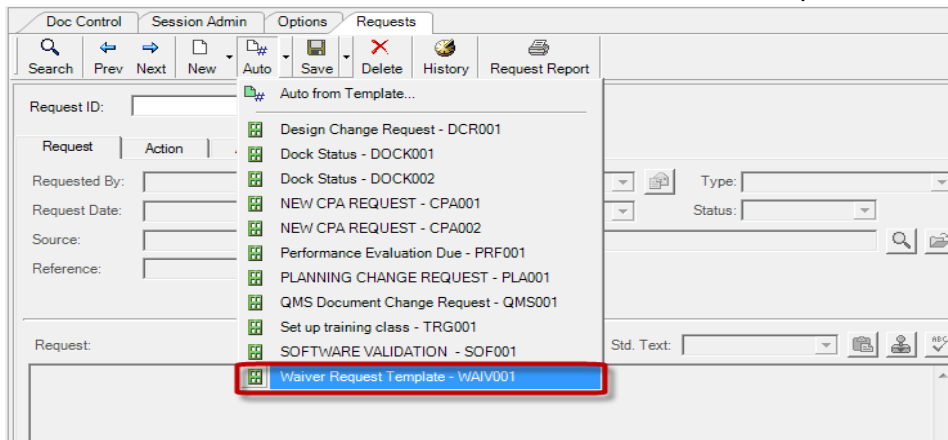 Doc Control Session Admin Options Requests
Search Prev Next New Auto Save Delete History Request Report
Auto from Template...
Request ID:
Design Change Request - DCR001
Request Action
Dock Status - DOCK001
Requested By:
Dock Status - DOCK002
Type:
Request Date:
NEW CPA REQUEST - CPA001
Status:
Source:
NEW CPA REQUEST - CPA002
Performance Evaluation Due - PRF001
Reference:
PLANNING CHANGE REQUEST - PLA001
QMS Document Change Request - QMS001
Set up training class - TRG001
Request:
SOFTWARE VALIDATION - SOF001
Std. Text:
ABC
Waiver Request Template - WAIV001